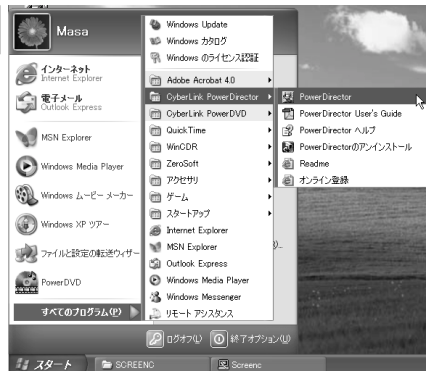 Masa
インターネット
Internet Explorer
電子メール
Outlook Express
MSN Explorer
Windows Media Player
Windows ムービー メーカー
Windows XP ツアー
ファイルと設定の転送ウィザー
PowerDVD
すべてのプログラム(P)
Windows Update
Windows カタログ
Windows のライセンス認証
Adobe Acrobat 4.0
CyberLink PowerDirector
CyberLink PowerDVD
QuickTime
WinCDR
ZeroSoft
アクセサリ
ゲーム
スタートアップ
Internet Explorer
MSN Explorer
Outlook Express
Windows Media Player
Windows Messenger
リモート アシスタンス
PowerDirector
PowerDirector User's Guide
PowerDirector ヘルプ
PowerDirectorのアンインストール
Readme
オンライン登録
ログオフ(L)
終了オプション(U)
スタート
SCREENC
Screenc